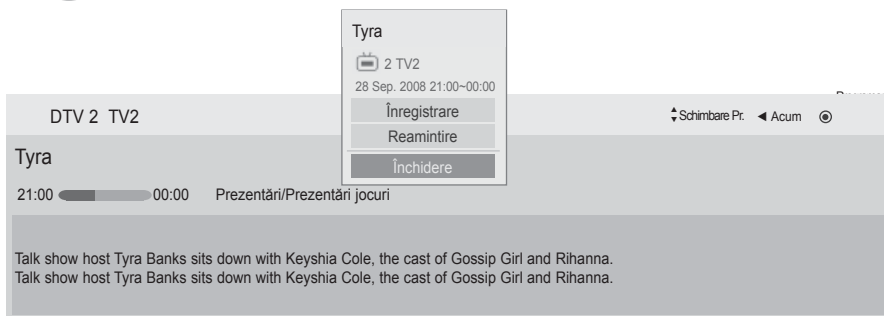 Tyra
2 TV2
28 Sep. 2008 21:00~00:00
Înregistrare
Reamintire
Închidere
DTV 2 TV2
Schimbare Pr. ◄ Acum
Tyra
21:00 00:00 Prezentări/Prezentări jocuri
Talk show host Tyra Banks sits down with Keyshia Cole, the cast of Gossip Girl and Rihanna.
Talk show host Tyra Banks sits down with Keyshia Cole, the cast of Gossip Girl and Rihanna.